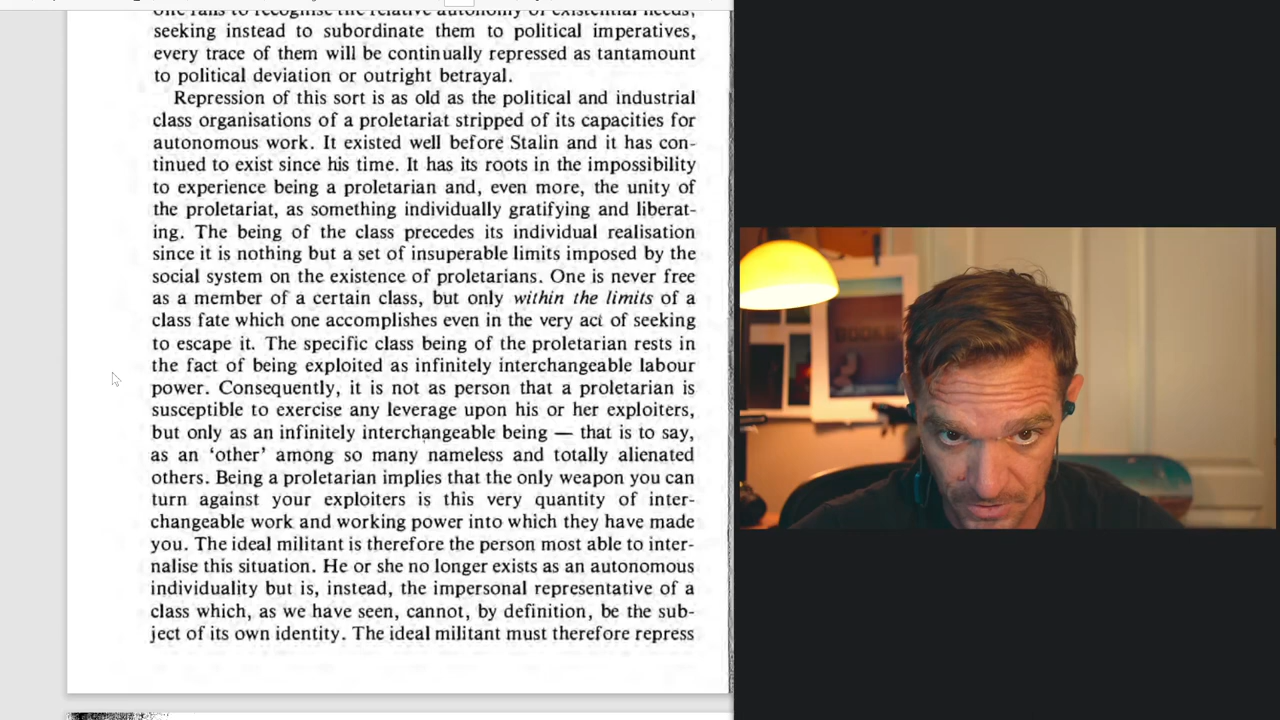 one fails to recognise the relative autonomy of existential needs,
seeking instead to subordinate them to political imperatives,
every trace of them will be continually repressed as tantamount
to political deviation or outright betrayal.
Repression of this sort is as old as the political and industrial
class organisations of a proletariat stripped of its capacities for
autonomous work. It existed well before Stalin and it has con-
tinued to exist since his time. It has its roots in the impossibility
to experience being a proletarian and, even more, the unity of
the proletariat, as something individually gratifying and liberat-
ing. The being of the class precedes its individual realisation
since it is nothing but a set of insuperable limits imposed by the
social system on the existence of proletarians. One is never free
as a member of a certain class, but only within the limits of a
class fate which one accomplishes even in the very act of seeking
to escape it. The specific class being of the proletarian rests in
the fact of being exploited as infinitely interchangeable labour
power. Consequently, it is not as person that a proletarian is
susceptible to exercise any leverage upon his or her exploiters,
but only as an infinitely interchangeable being — that is to say,
as an ‘other’ among so many nameless and totally alienated
others. Being a proletarian implies that the only weapon you can
turn against your exploiters is this very quantity of inter-
changeable work and working power into which they have made
you. The ideal militant is therefore the person most able to inter-
nalise this situation. He or she no longer exists as an autonomous
individuality but is, instead, the impersonal representative of a
class which, as we have seen, cannot, by definition, be the sub-
ject of its own identity. The ideal militant must therefore repress